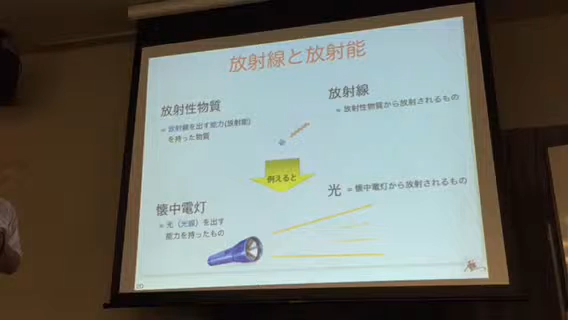 放射線と放射能
放射性物質
= 放射線を出す能力(放射能)
を持った物質
放射線
= 放射性物質から放射されるもの
例えると
懐中電灯
= 光（光線）を出す
能力を持ったもの
光 = 懐中電灯から放射されるもの